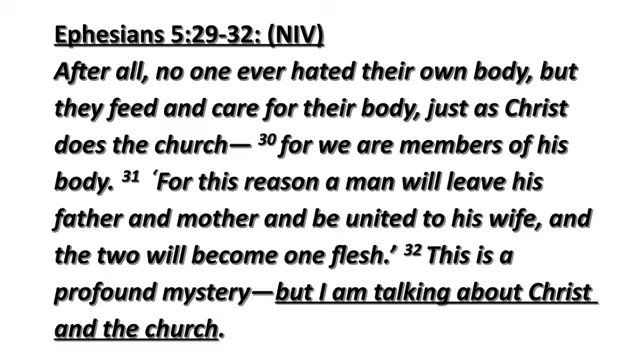 Ephesians 5:29-32: (NIV)
After all, no one ever hated their own body, but
they feed and care for their body, just as Christ
does the church— 30 for we are members of his
body. 31 ‘For this reason a man will leave his
father and mother and be united to his wife, and
the two will become one flesh.’ 32 This is a
profound mystery—but I am talking about Christ
and the church.